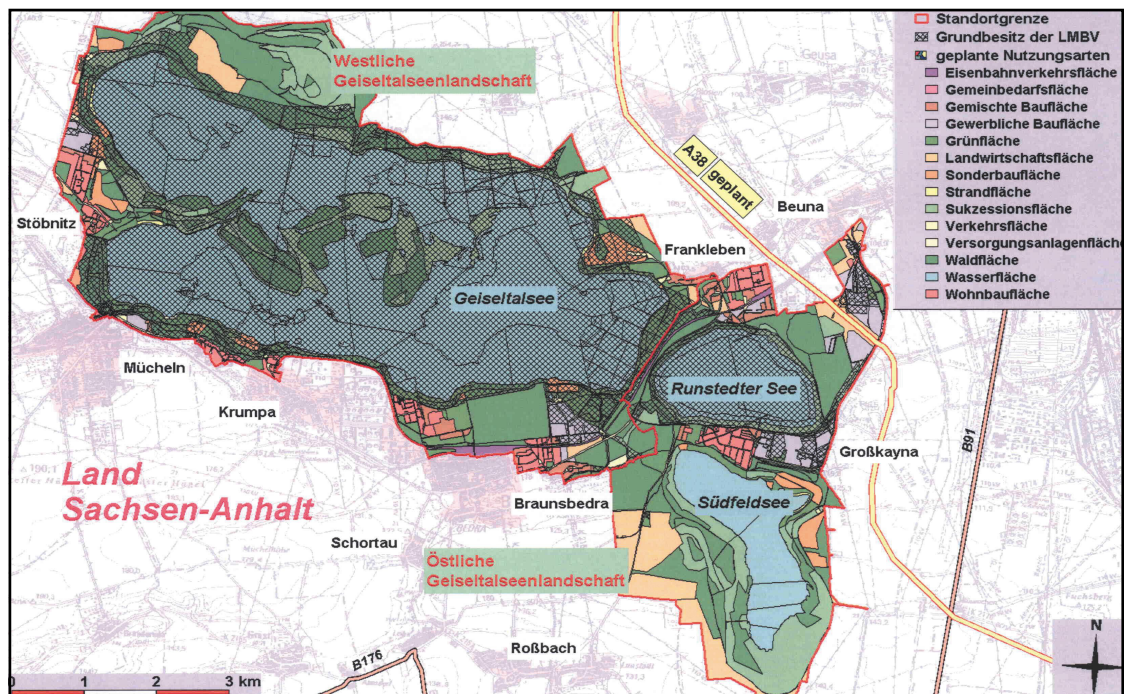 Standortgrenze
Grundbesitz der LMBV
geplante Nutzungsarten
Eisenbahnverkehrsfläche
Gemeinbedarfsfläche
Gemischte Baufläche
Gewerbliche Baufläche
Grünfläche
Landwirtschaftsfläche
Sonderbaufläche
Strandfläche
Sukzessionsfläche
Verkehrsfläche
Versorgungsanlagenfläche
Waldfläche
Wasserfläche
Wohnbaufläche
Westliche
Geiseltalseenlandschaft
Geusa
A38 geplant
Beuna
Stöbnitz
Frankleben
Geiseltalsee
Mücheln
Runstedter See
Krumpa
Großkayna
B91
Land
Sachsen-Anhalt
Braunsbedra
Südfeldsee
Schortau
Östliche
Geiseltalseenlandschaft
Roßbach
B176
N
0 1 2 3 km